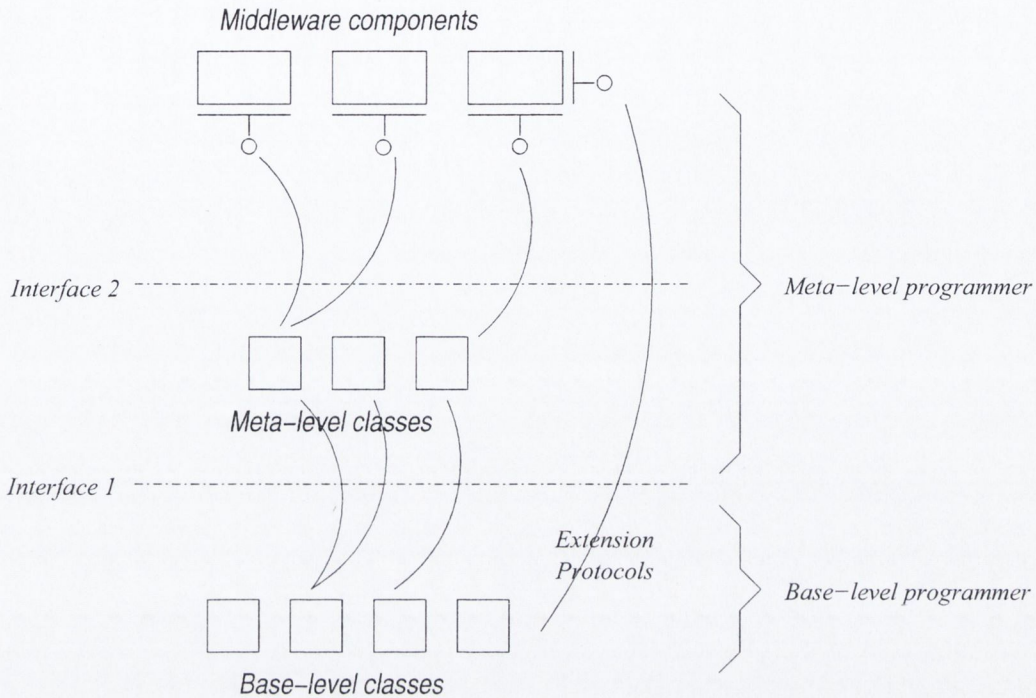 Middleware components
Interface 2
Meta−level programmer
Meta−level classes
Interface 1
Extension
Protocols
Base−level programmer
Base−level classes